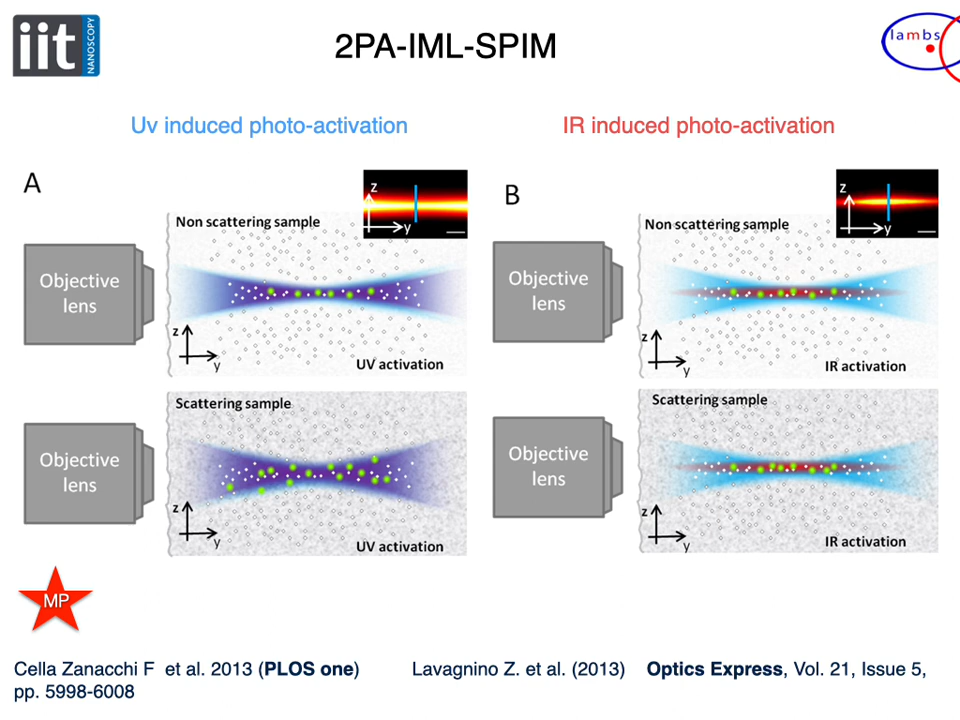 iit
NANOSCOPY
2PA-IML-SPIM
lambs
Uv induced photo-activation
IR induced photo-activation
A
z
y
Non scattering sample
Objective
lens
z
y
UV activation
Scattering sample
Objective
lens
z
y
UV activation
B
z
y
Non scattering sample
Objective
lens
z
y
IR activation
Scattering sample
Objective
lens
z
y
IR activation
MP
Cella Zanacchi F et al. 2013 (PLOS one)
Lavagnino Z. et al. (2013) Optics Express, Vol. 21, Issue 5,
pp. 5998-6008